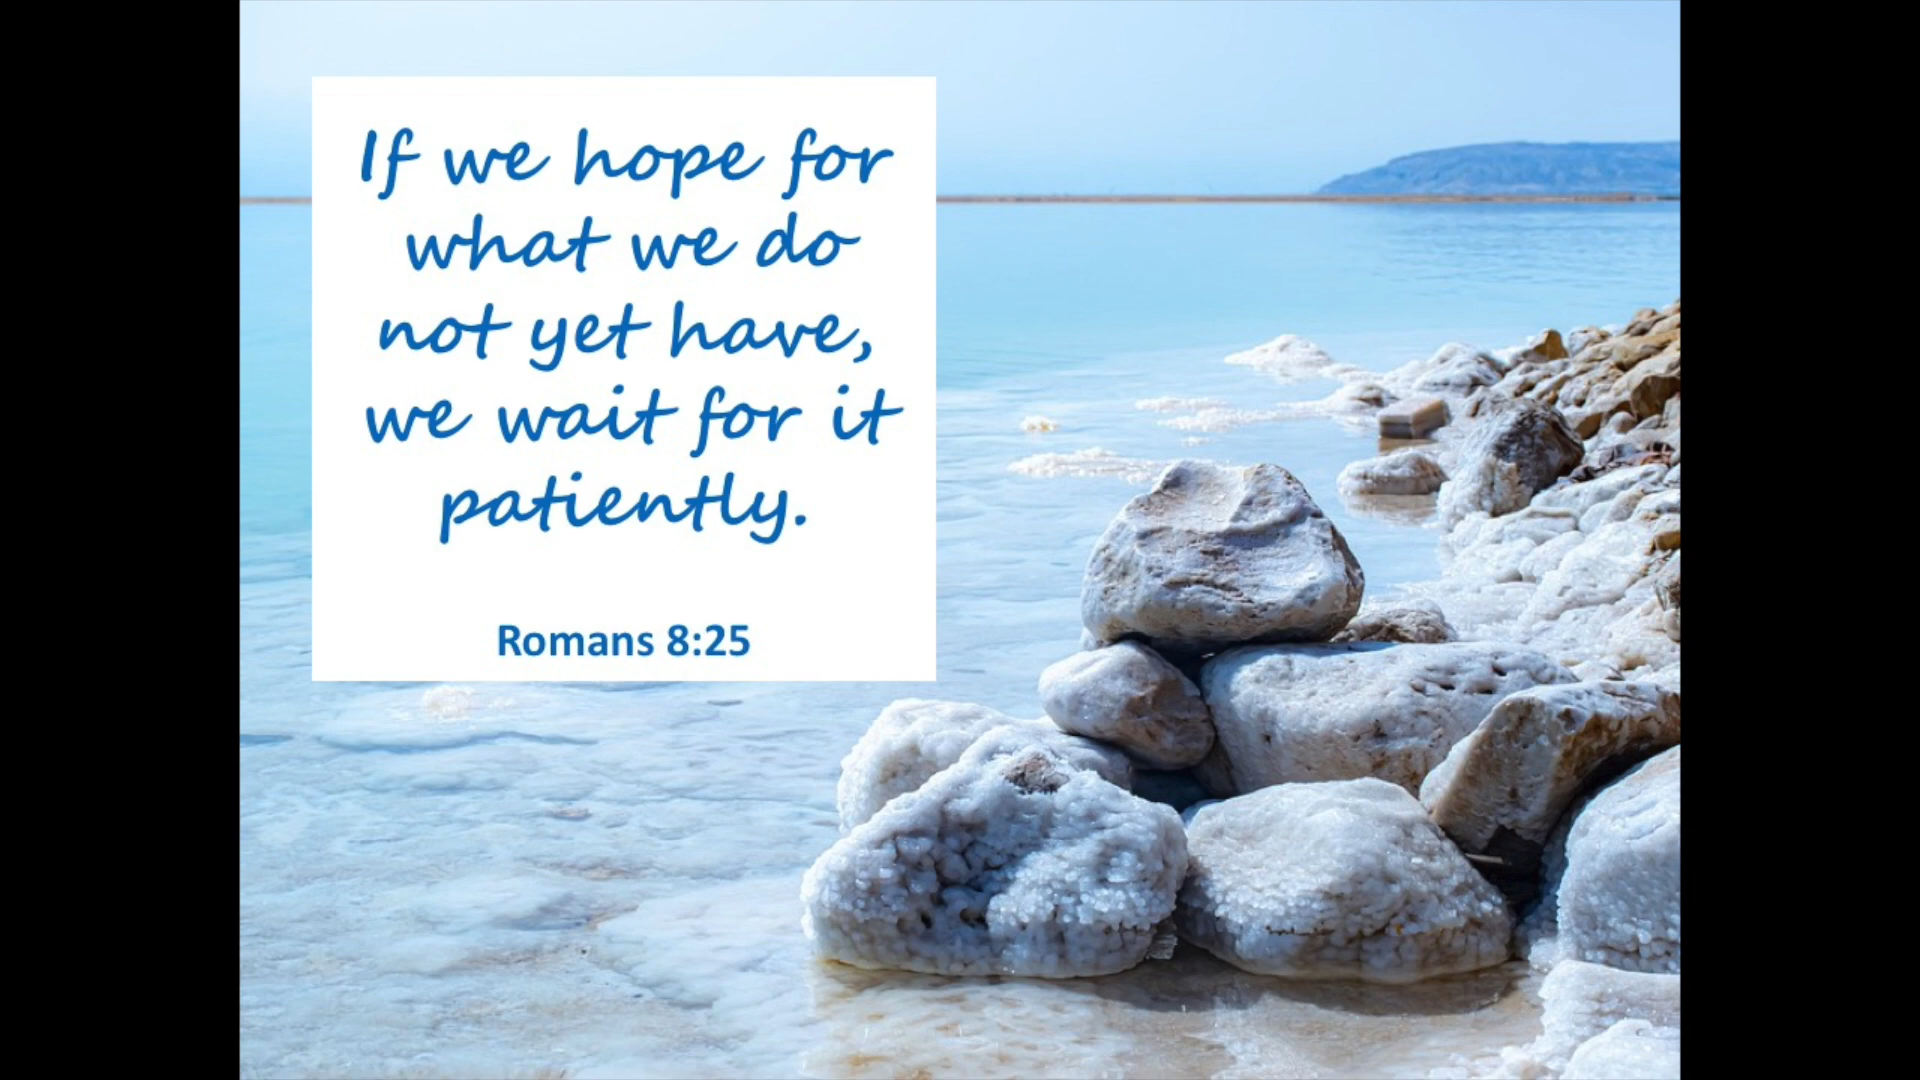 If we hope for
what we do
not yet have,
we wait for it
patiently.
Romans 8:25